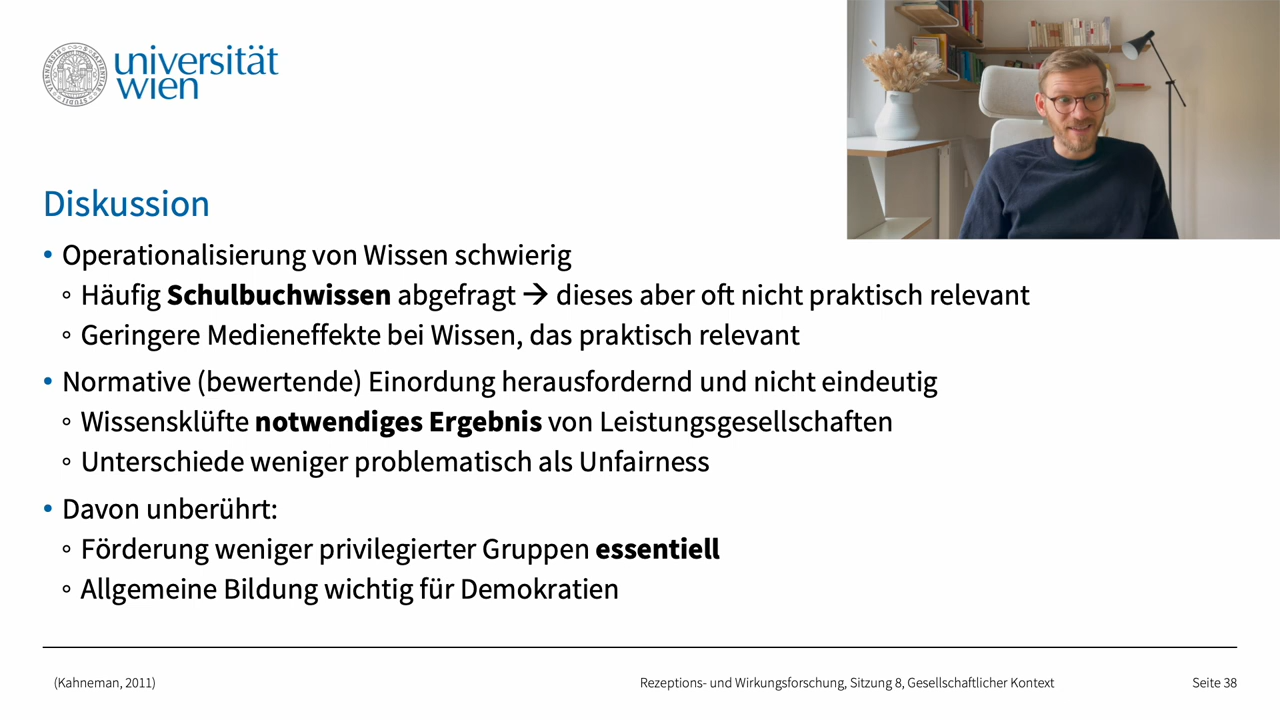 universität
wien
Diskussion
• Operationalisierung von Wissen schwierig
◦ Häufig Schulbuchwissen abgefragt → dieses aber oft nicht praktisch relevant
◦ Geringere Medieneffekte bei Wissen, das praktisch relevant
• Normative (bewertende) Einordung herausfordernd und nicht eindeutig
◦ Wissensklüfte notwendiges Ergebnis von Leistungsgesellschaften
◦ Unterschiede weniger problematisch als Unfairness
• Davon unberührt:
◦ Förderung weniger privilegierter Gruppen essentiell
◦ Allgemeine Bildung wichtig für Demokratien
(Kahneman, 2011)
Rezeptions- und Wirkungsforschung, Sitzung 8, Gesellschaftlicher Kontext
Seite 38